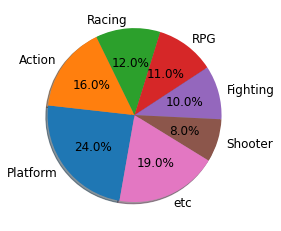 Racing
RPG
12.0%
11.0%
Action
16.0%
Fighting
10.0%
8.0%
Shooter
24.0%
19.0%
Platform
etc